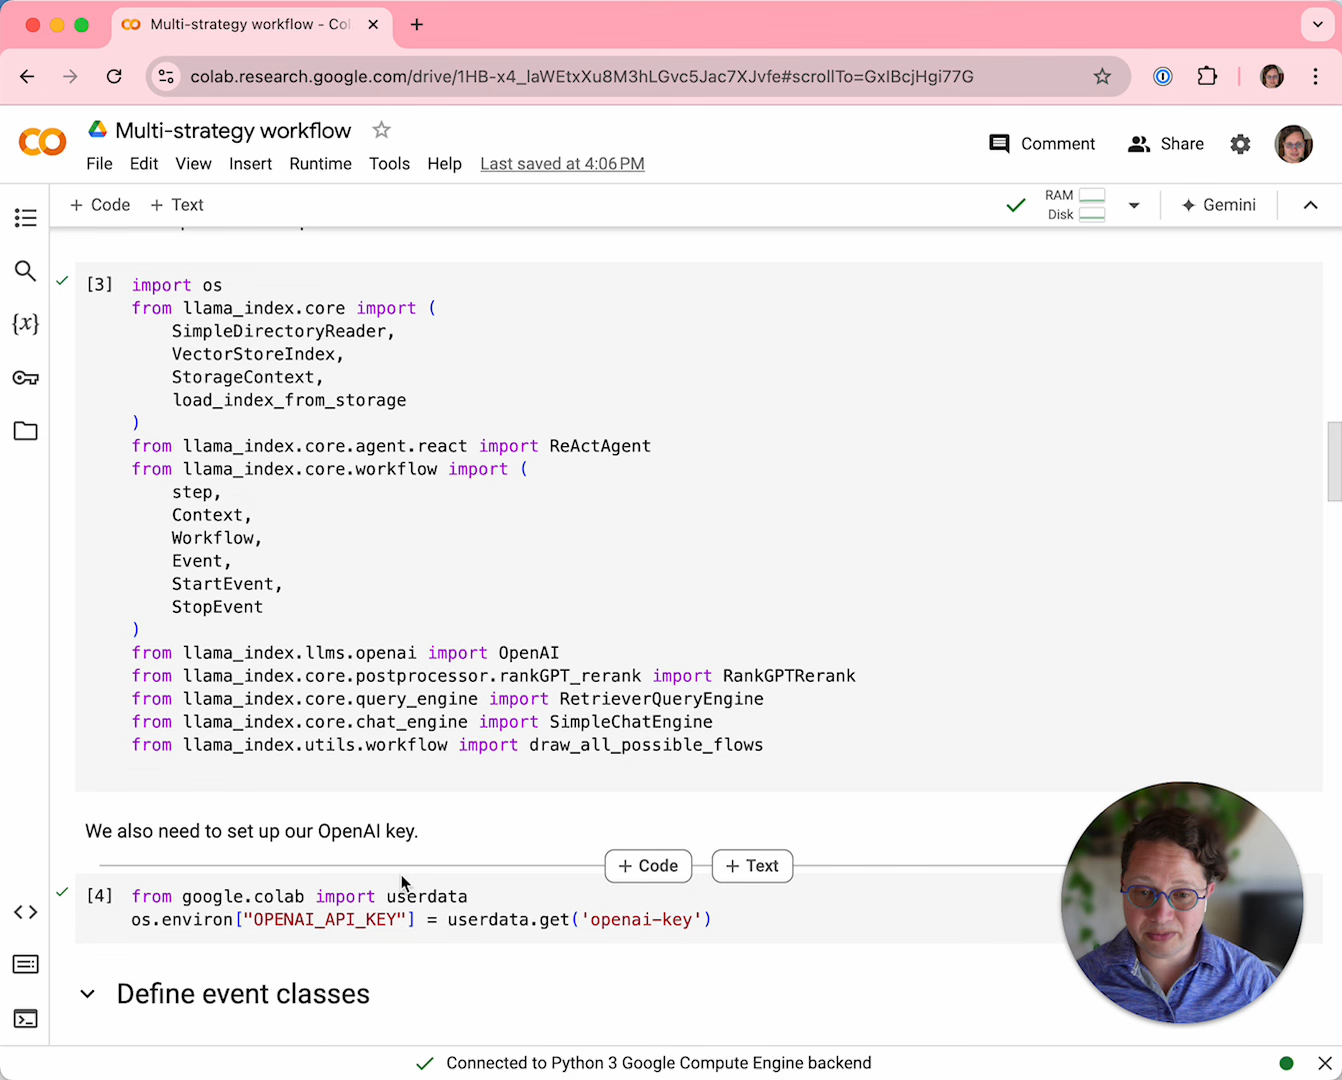 Multi-strategy workflow - Col
colab.research.google.com/drive/1HB-x4_laWEtxXu8M3hLGvc5Jac7XJvfe#scrollTo=GxIBcjHgi77G
Multi-strategy workflow
Comment
Share
File Edit View Insert Runtime Tools Help Last saved at 4:06 PM
+ Code + Text
RAM
Disk
Gemini
[3] import os
from llama_index.core import (
    SimpleDirectoryReader,
    VectorStoreIndex,
    StorageContext,
    load_index_from_storage
)
from llama_index.core.agent.react import ReActAgent
from llama_index.core.workflow import (
    step,
    Context,
    Workflow,
    Event,
    StartEvent,
    StopEvent
)
from llama_index.llms.openai import OpenAI
from llama_index.core.postprocessor.rankGPT_rerank import RankGPTRerank
from llama_index.core.query_engine import RetrieverQueryEngine
from llama_index.core.chat_engine import SimpleChatEngine
from llama_index.utils.workflow import draw_all_possible_flows
We also need to set up our OpenAI key.
+ Code + Text
[4] from google.colab import userdata
os.environ["OPENAI_API_KEY"] = userdata.get('openai-key')
Define event classes
Connected to Python 3 Google Compute Engine backend